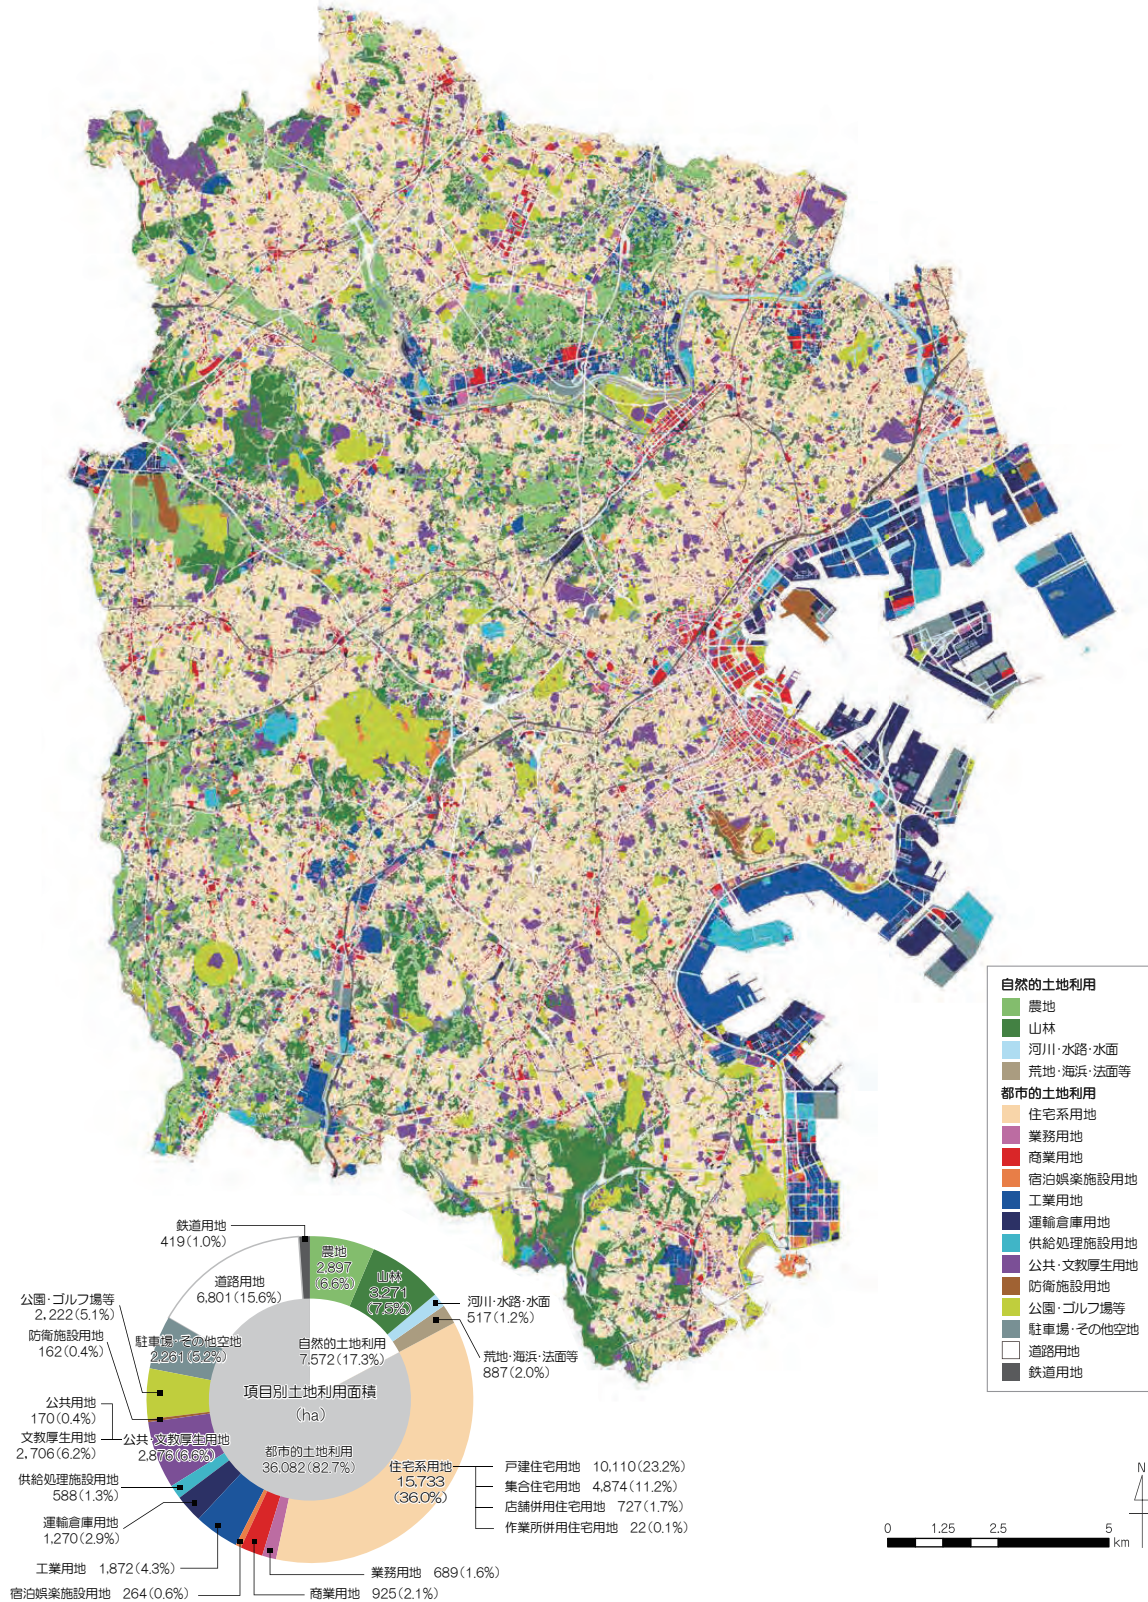 自然的土地利用
農地
山林
河川・水路・水面
荒地・海浜・法面等
都市的土地利用
住宅系用地
業務用地
商業用地
宿泊娯楽施設用地
工業用地
運輸倉庫用地
供給処理施設用地
公共・文教厚生用地
防衛施設用地
公園・ゴルフ場等
駐車場・その他空地
道路用地
鉄道用地
鉄道用地
419(1.0%)
農地
2.897
(6.6%)
山林
3.271
(7.5%)
河川・水路・水面
517(1.2%)
荒地・海浜・法面等
887(2.0%)
道路用地
6.801(15.6%)
公園・ゴルフ場等
2,222(5.1%)
防衛施設用地
162(0.4%)
駐車場・その他空地
2.261(5.2%)
自然的土地利用
7.572(17.3%)
項目別土地利用面積
(ha)
都市的土地利用
36.082(82.7%)
公共用地
170(0.4%)
文教厚生用地
2,706(6.2%)
公共・文教厚生用地
2.876(6.6%)
供給処理施設用地
588(1.3%)
運輸倉庫用地
1,270(2.9%)
工業用地 1,872(4.3%)
宿泊娯楽施設用地 264(0.6%)
商業用地 925(2.1%)
業務用地 689(1.6%)
住宅系用地
15.733
(36.0%)
戸建住宅用地 10,110(23.2%)
集合住宅用地 4,874(11.2%)
店舗併用住宅用地 727(1.7%)
作業所併用住宅用地 22(0.1%)
N
0 1.25 2.5 5
km